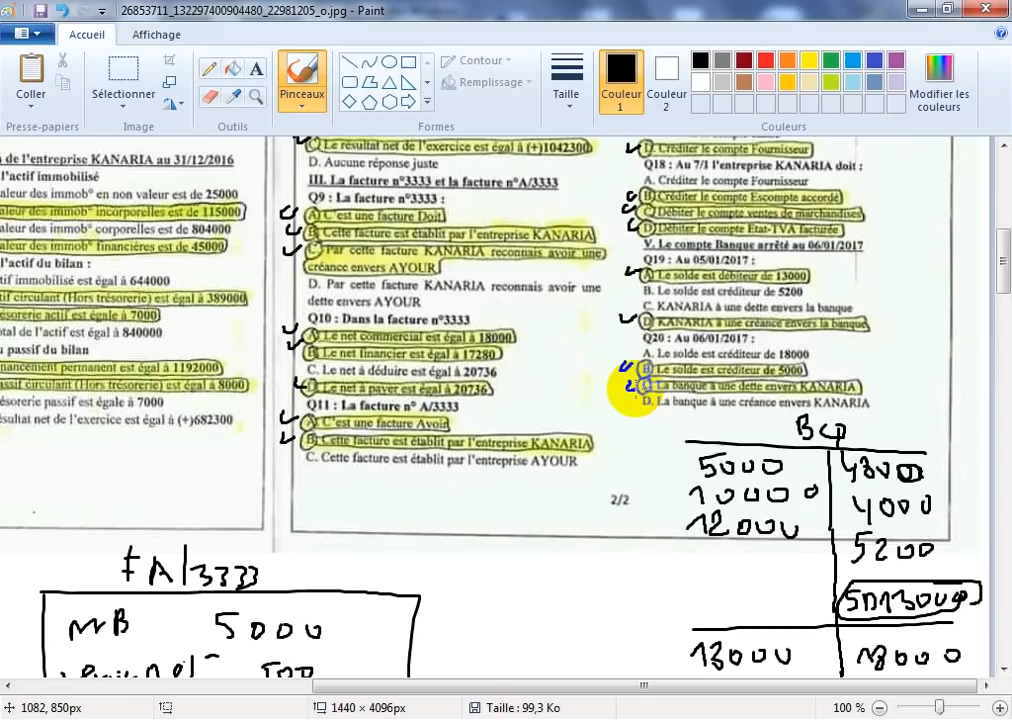 26853711_132297400904480_22981205_o.jpg - Paint
Accueil
Affichage
Coller
Sélectionner
Pinceaux
Contour
Remplissage
Taille
Couleur 1
Couleur 2
Modifier les couleurs
Presse-papiers
Image
Outils
Formes
Couleurs
de l'entreprise KANARIA au 31/12/2016
l'actif immobilisé
aleur des immob° en non valeur est de 25000
aleur des immob° incorporelles est de 115000
aleur des immob° corporelles est de 804000
aleur des immob° financières est de 45000
l'actif du bilan :
if immobilisé est égal à 644000
tif circulant (Hors trésorerie) est égal à 389000
ésorerie actif est égale à 7000
tal de l'actif est égale à 840000
u passif du bilan
nancement permanent est égal à 1192000
assif circulant (Hors trésorerie) est égal à 8000
ésorerie passif est égale à 7000
ésultat net de l'exercice est égal à (+)682300
C. Le résultat net de l'exercice est égal à (+)1042300
D. Aucune réponse juste
III. La facture n°3333 et la facture n°A/3333
Q9 : La facture n°3333 :
A. C'est une facture Doit
B. Cette facture est établit par l'entreprise KANARIA
C. Par cette facture KANARIA reconnais avoir une
créance envers AYOUR
D. Par cette facture KANARIA reconnais avoir une
dette envers AYOUR
Q10 : Dans la facture n°3333
A. Le net commercial est égal à 18000
B. Le net financier est égal à 17280
C. Le net à déduire est égal à 20736
D. Le net à payer est égal à 20736
Q11 : La facture n° A/3333
A. C'est une facture Avoir
B. Cette facture est établit par l'entreprise KANARIA
C. Cette facture est établit par l'entreprise AYOUR
D. Créditer le compte Fournisseur
Q18 : Au 7/1 l'entreprise KANARIA doit :
A. Créditer le compte Fournisseur
B. Créditer le compte Escompte accordé
C. Débiter le compte ventes de marchandises
D. Débiter le compte Etat-TVA facturée
V. Le compte Banque arrêté au 06/01/2017
Q19 : Au 05/01/2017 :
A. Le solde est débiteur de 13000
B. Le solde est créditeur de 5200
C. KANARIA à une dette envers la banque
D. KANARIA à une créance envers la banque
Q20 : Au 06/01/2017 :
A. Le solde est créditeur de 18000
B. Le solde est créditeur de 5000
C. La banque à une dette envers KANARIA
D. La banque à une créance envers KANARIA
2/2
5000
10000
12000
4000
5200
13000
FA/3333
MB 5000
1082, 850px
1440 × 4096px
Taille : 99,3 Ko
100 %